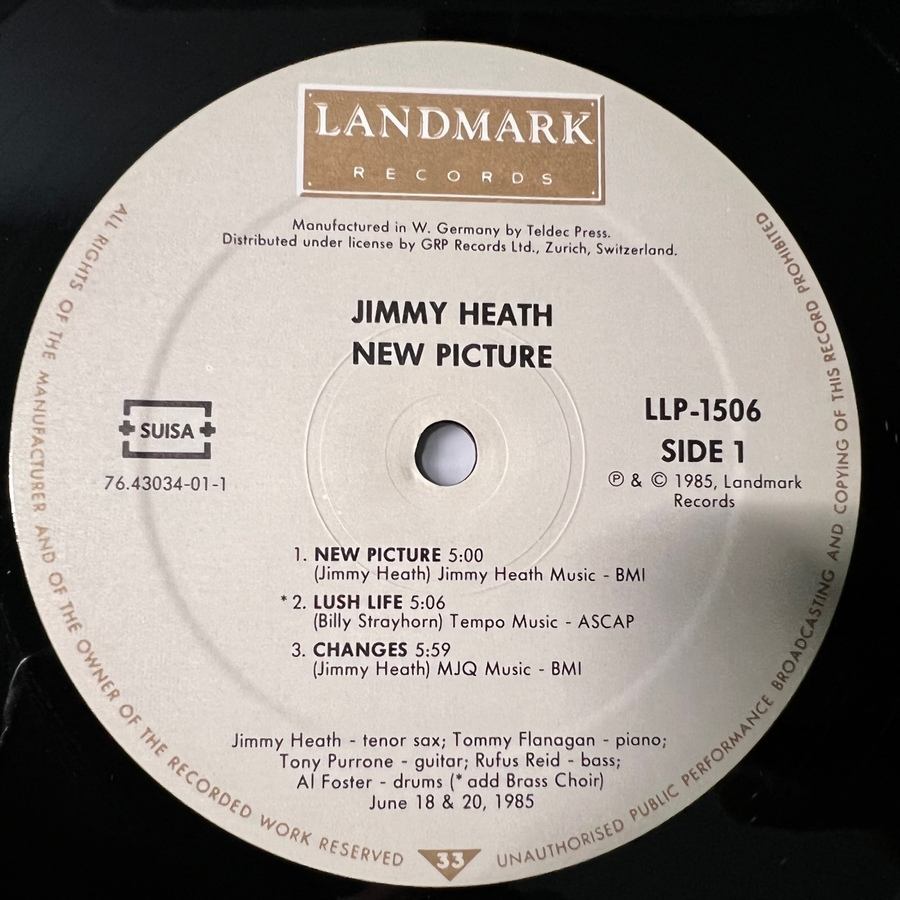 LANDMARK
RECORDS
Manufactured in W. Germany by Teldec Press.
Distributed under license by GRP Records Ltd., Zurich, Switzerland.
JIMMY HEATH
NEW PICTURE
SUISA
76.43034-01-1
LLP-1506
SIDE 1
℗ & © 1985, Landmark
Records
1. NEW PICTURE 5:00
(Jimmy Heath) Jimmy Heath Music - BMI
* 2. LUSH LIFE 5:06
(Billy Strayhorn) Tempo Music - ASCAP
3. CHANGES 5:59
(Jimmy Heath) MJQ Music - BMI
Jimmy Heath - tenor sax; Tommy Flanagan - piano;
Tony Purrone - guitar; Rufus Reid - bass;
Al Foster - drums (* add Brass Choir)
June 18 & 20, 1985
ALL RIGHTS OF THE MANUFACTURER AND OF THE OWNER OF THE RECORDED WORK RESERVED
33
UNAUTHORISED PUBLIC PERFORMANCE BROADCASTING AND COPYING OF THIS RECORD PROHIBITED